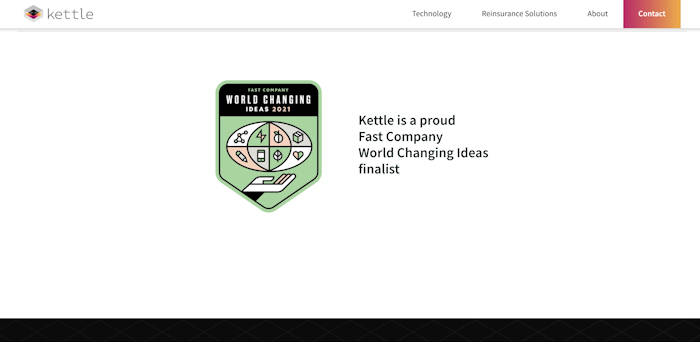 kettle
Technology
Reinsurance Solutions
About
Contact
FAST COMPANY
WORLD CHANGING
IDEAS 2021
Kettle is a proud
Fast Company
World Changing Ideas
finalist